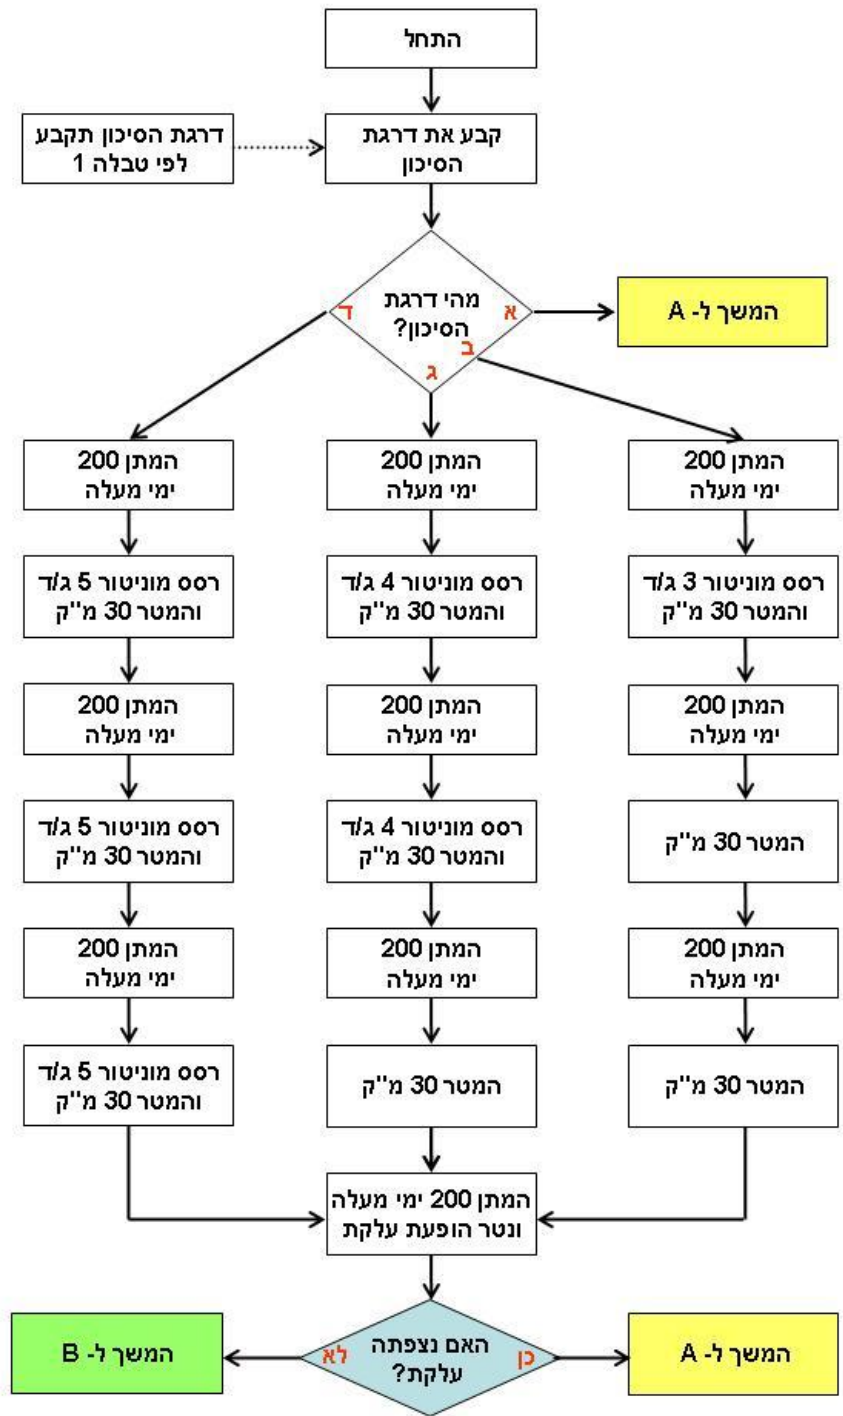 התחל
קבע את דרגת
הסיכון
דרגת הסיכון תקבע
לפי טבלה 1
מהי דרגת
הסיכון?
א
ב
ג
ד
המשך ל- A
המתן 200
ימי מעלה
המתן 200
ימי מעלה
המתן 200
ימי מעלה
רסס מוניטור 3 ג/ד
והמטר 30 מ"ק
רסס מוניטור 4 ג/ד
והמטר 30 מ"ק
רסס מוניטור 5 ג/ד
והמטר 30 מ"ק
המתן 200
ימי מעלה
המתן 200
ימי מעלה
המתן 200
ימי מעלה
המטר 30 מ"ק
רסס מוניטור 4 ג/ד
והמטר 30 מ"ק
רסס מוניטור 5 ג/ד
והמטר 30 מ"ק
המתן 200
ימי מעלה
המתן 200
ימי מעלה
המתן 200
ימי מעלה
המטר 30 מ"ק
המטר 30 מ"ק
רסס מוניטור 5 ג/ד
והמטר 30 מ"ק
המתן 200 ימי מעלה
ונטר הופעת עלקת
האם נצפתה
עלקת?
כן
לא
המשך ל- A
המשך ל- B